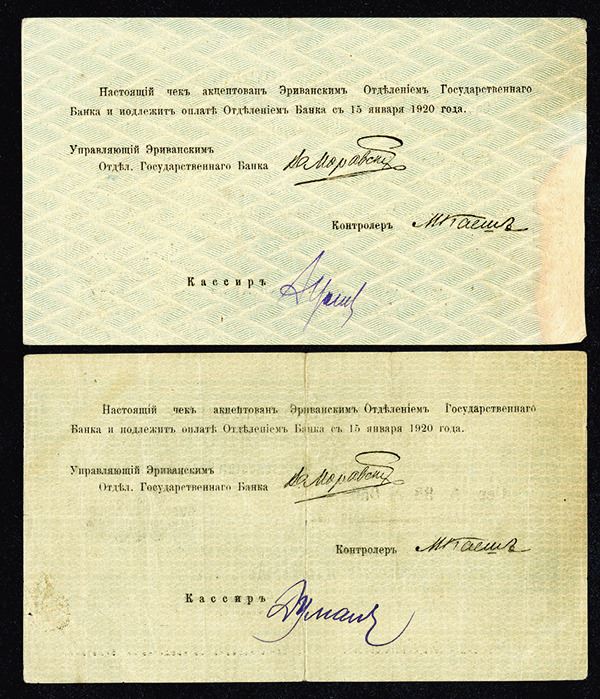 Настоящій чекъ акцептованъ Эриванскимъ Отдѣленіемъ Государственнаго
Банка и подлежитъ оплатѣ Отдѣленіемъ Банка съ 15 января 1920 года.
Управляющій Эриванскимъ
Отдѣл. Государственнаго Банка
Контролеръ
Кассиръ
Настоящій чекъ акцептованъ Эриванскимъ Отдѣленіемъ Государственнаго
Банка и подлежитъ оплатѣ Отдѣленіемъ Банка съ 15 января 1920 года.
Управляющій Эриванскимъ
Отдѣл. Государственнаго Банка
Контролеръ
Кассиръ